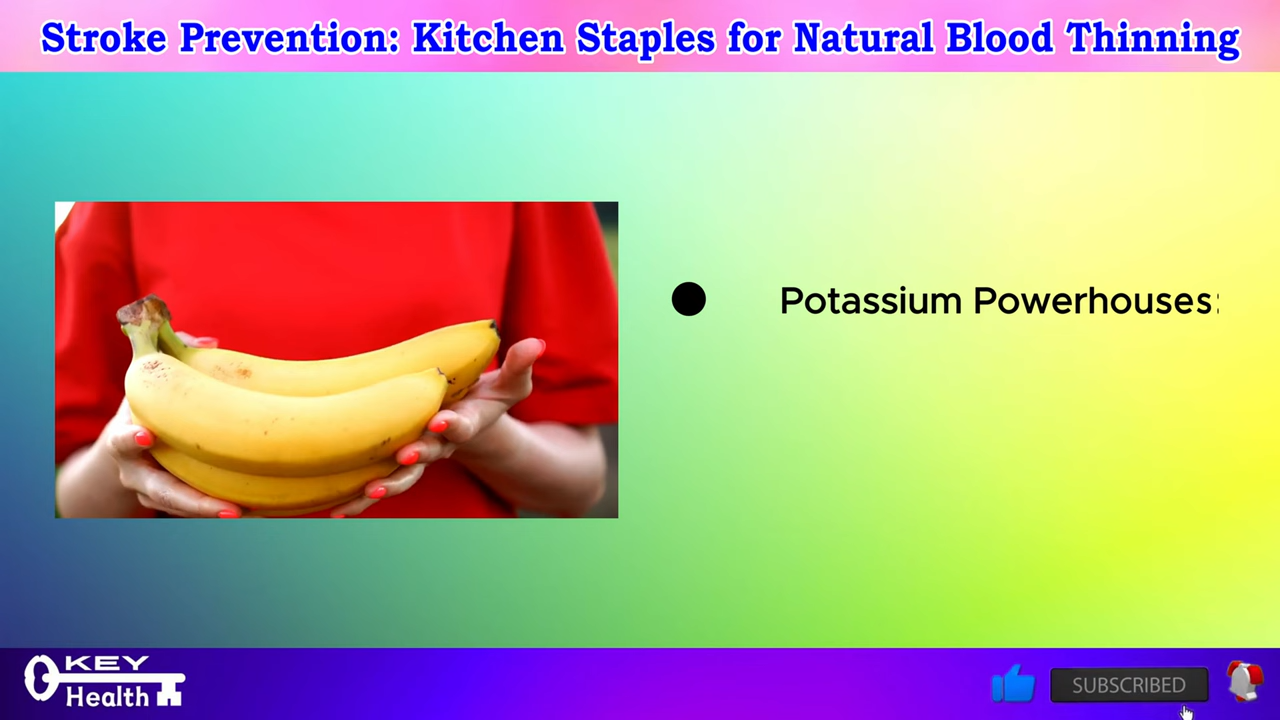 Stroke Prevention: Kitchen Staples for Natural Blood Thinning
Potassium Powerhouses:
KEY
Health
SUBSCRIBED